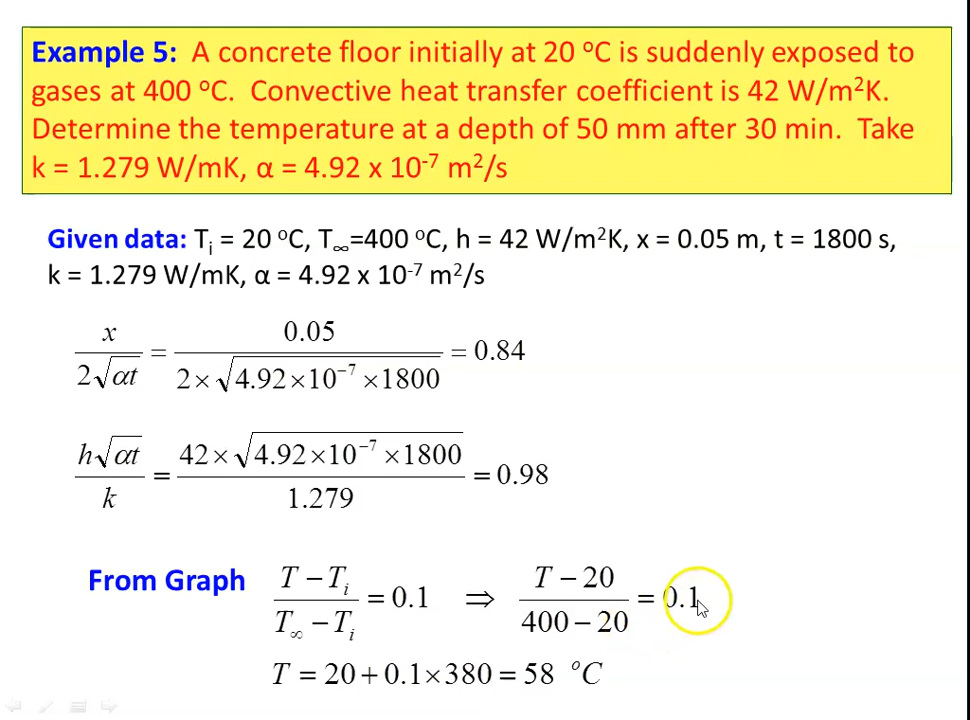 Example 5: A concrete floor initially at 20 ᵒC is suddenly exposed to
gases at 400 ᵒC. Convective heat transfer coefficient is 42 W/m²K.
Determine the temperature at a depth of 50 mm after 30 min. Take
k = 1.279 W/mK, α = 4.92 x 10⁻⁷ m²/s
Given data: Tᵢ = 20 ᵒC, T∞=400 ᵒC, h = 42 W/m²K, x = 0.05 m, t = 1800 s,
k = 1.279 W/mK, α = 4.92 x 10⁻⁷ m²/s
x / 2√αt = 0.05 / 2×√4.92×10⁻⁷×1800 = 0.84
h√αt / k = 42×√4.92×10⁻⁷×1800 / 1.279 = 0.98
From Graph T − Tᵢ / T∞ − Tᵢ = 0.1 ⇒ T − 20 / 400 − 20 = 0.1
T = 20 + 0.1×380 = 58 ᵒC